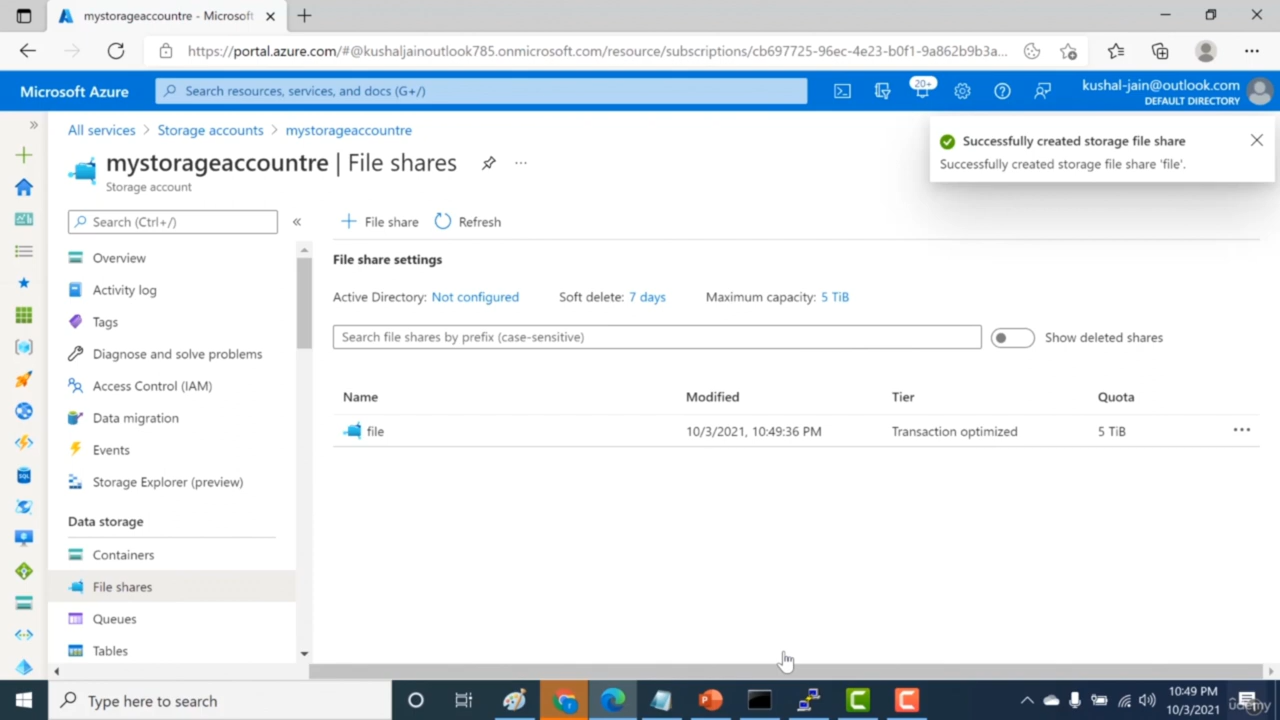 mystorageaccountre - Microsoft
https://portal.azure.com/#@kushaljainoutlook785.onmicrosoft.com/resource/subscriptions/cb697725-96ec-4e23-b0f1-9a862b9b3a...
Microsoft Azure
Search resources, services, and docs (G+/)
20+
kushal-jain@outlook.com
DEFAULT DIRECTORY
All services > Storage accounts > mystorageaccountre
Successfully created storage file share
Successfully created storage file share 'file'.
mystorageaccountre | File shares
Storage account
Search (Ctrl+/)
File share
Refresh
Overview
Activity log
Tags
Diagnose and solve problems
Access Control (IAM)
Data migration
Events
Storage Explorer (preview)
Data storage
Containers
File shares
Queues
Tables
File share settings
Active Directory: Not configured Soft delete: 7 days Maximum capacity: 5 TiB
Search file shares by prefix (case-sensitive)
Show deleted shares
Name Modified Tier Quota
file 10/3/2021, 10:49:36 PM Transaction optimized 5 TiB
Type here to search
10:49 PM
10/3/2021
udemy